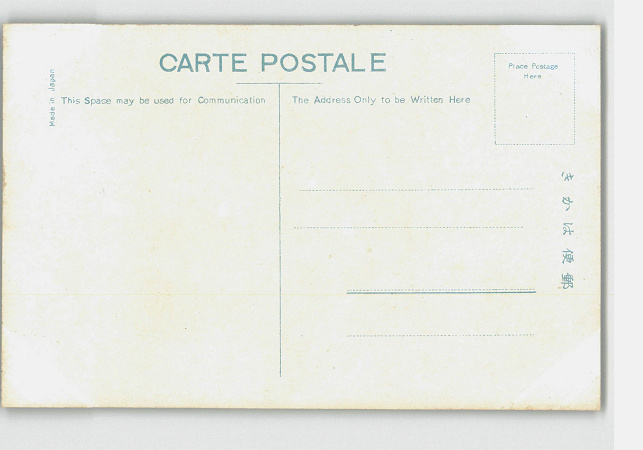 CARTE POSTALE
Made in Japan
This Space may be used for Communication
The Address Only to be Written Here
Place Postage
Here
きかは便郵